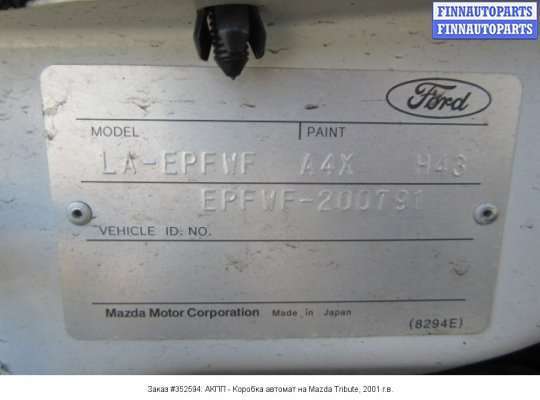 FINNAUTOPARTS
FINNAUTOPARTS
Ford
MODEL PAINT
LA-EPFWF A4X H43
EPFWF-200791
VEHICLE ID: NO.
Mazda Motor Corporation Made in Japan
(8294E)
Заказ #352594: АКПП - Коробка автомат на Mazda Tribute, 2001 г.в.